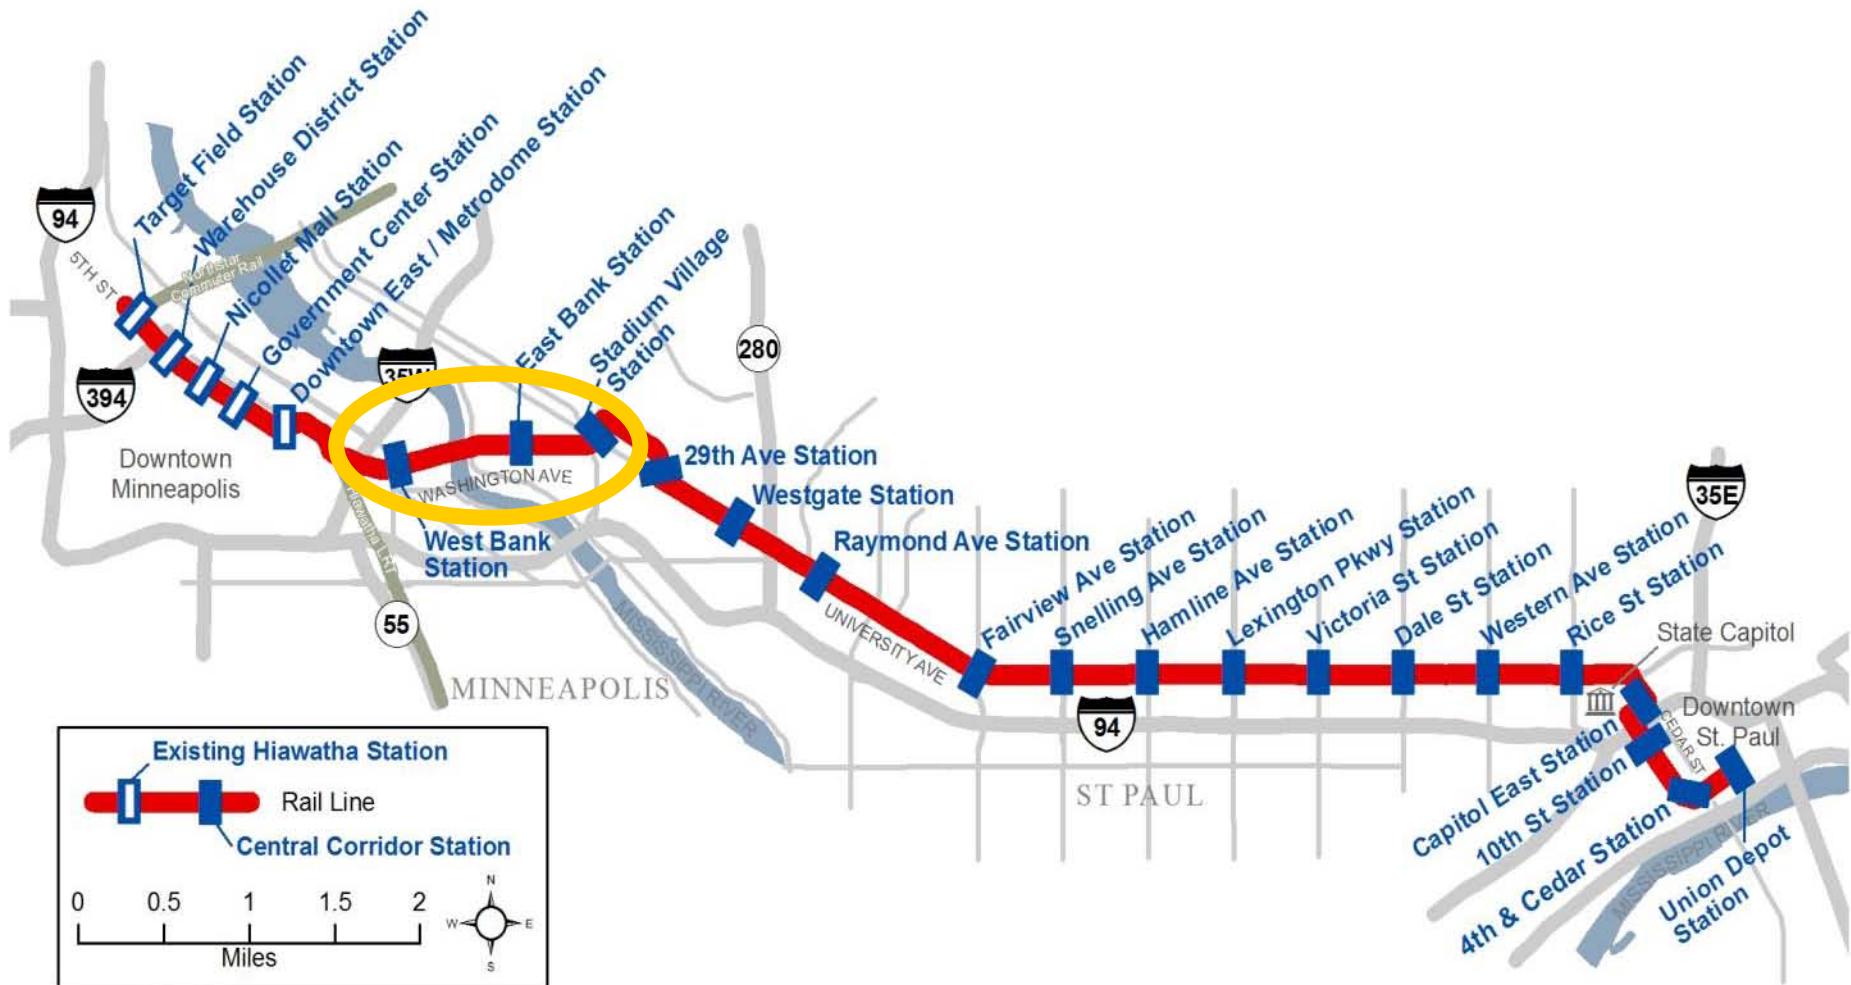 Target Field Station
Warehouse District Station
Nicollet Mall Station
Government Center Station
Downtown East / Metrodome Station
East Bank Station
Stadium Village
Station
94
5TH ST
Northstar
Commuter Rail
394
35W
280
Downtown
Minneapolis
WASHINGTON AVE
West Bank
Station
Hiawatha LRT
55
29th Ave Station
Westgate Station
Raymond Ave Station
UNIVERSITY AVE
MISSISSIPPI RIVER
MINNEAPOLIS
Fairview Ave Station
Snelling Ave Station
Hamline Ave Station
Lexington Pkwy Station
Victoria St Station
Dale St Station
Western Ave Station
Rice St Station
35E
State Capitol
94
ST PAUL
CEDAR ST
Downtown
St. Paul
Capitol East Station
10th St Station
4th & Cedar Station
Union Depot
Station
MISSISSIPPI RIVER
Existing Hiawatha Station
Rail Line
Central Corridor Station
0 0.5 1 1.5 2
Miles
N
W E
S